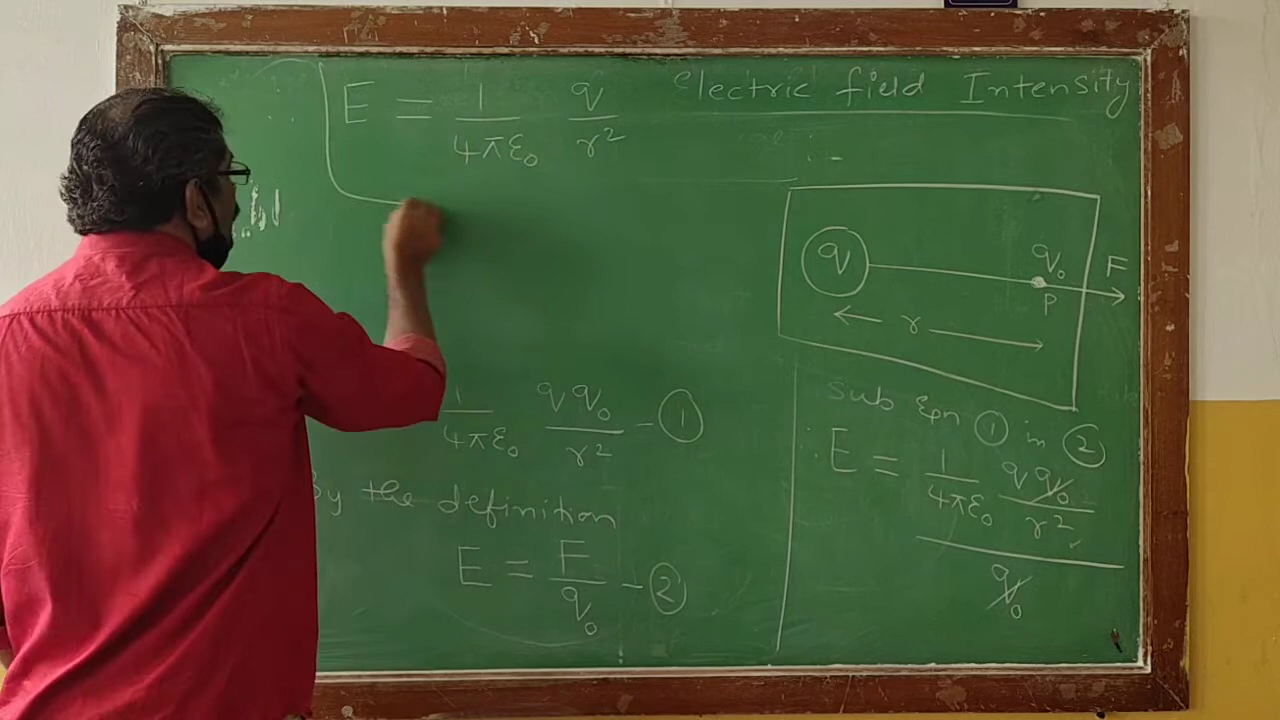 Electric field Intensity
E = 1/4πε₀ q/r²
q
q₀
F
P
r
1/4πε₀ qq₀/r² - ①
By the definition
E = F/q₀ - ②
Sub Eqn ① in ②
E = 1/4πε₀ qq₀/r²
q₀